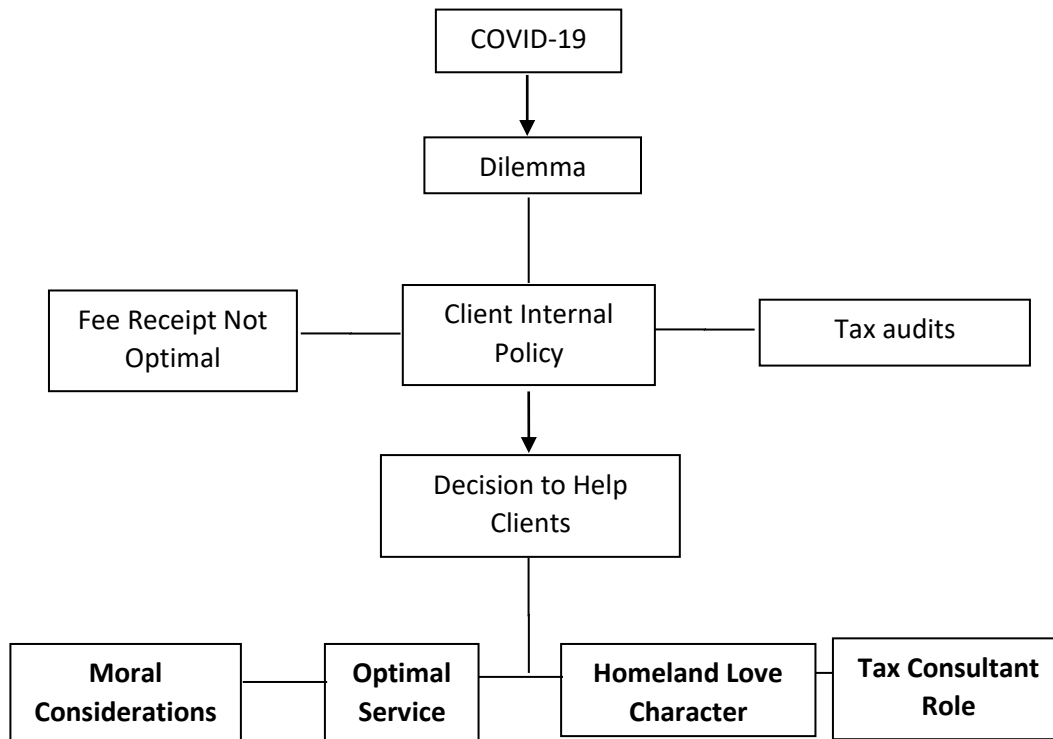 COVID-19
Dilemma
Fee Receipt Not
Optimal
Client Internal
Policy
Tax audits
Decision to Help
Clients
Moral
Considerations
Optimal
Service
Homeland Love
Character
Tax Consultant
Role